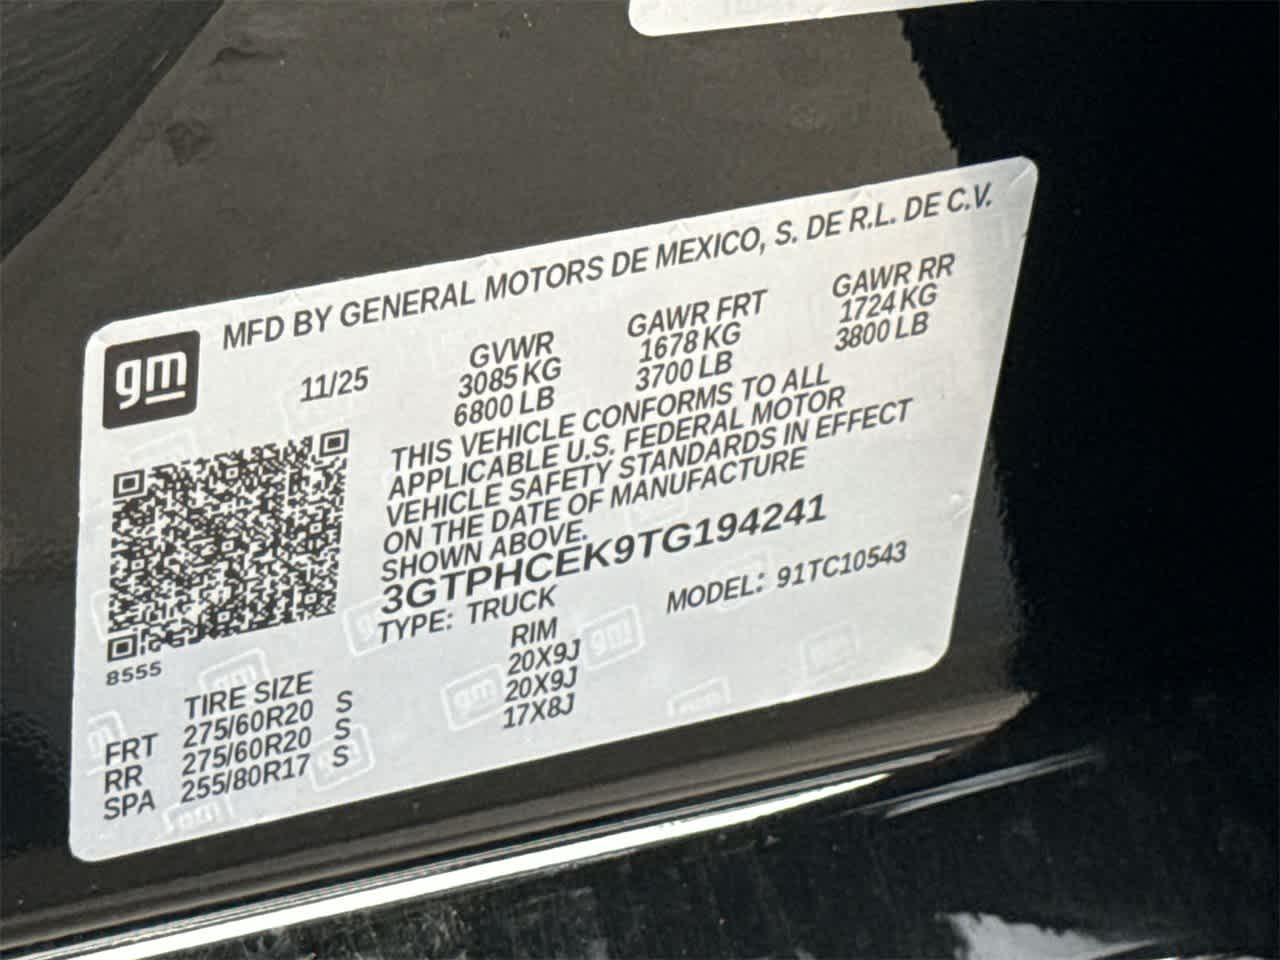 gm
MFD BY GENERAL MOTORS DE MEXICO, S. DE R.L. DE C.V.
11/25
GVWR
3085 KG
6800 LB
GAWR FRT
1678 KG
3700 LB
GAWR RR
1724 KG
3800 LB
THIS VEHICLE CONFORMS TO ALL
APPLICABLE U.S. FEDERAL MOTOR
VEHICLE SAFETY STANDARDS IN EFFECT
ON THE DATE OF MANUFACTURE
SHOWN ABOVE.
3GTPHCEK9TG194241
TYPE: TRUCK
MODEL: 91TC10543
8555
TIRE SIZE RIM
FRT 275/60R20 S 20X9J
RR 275/60R20 S 20X9J
SPA 255/80R17 S 17X8J